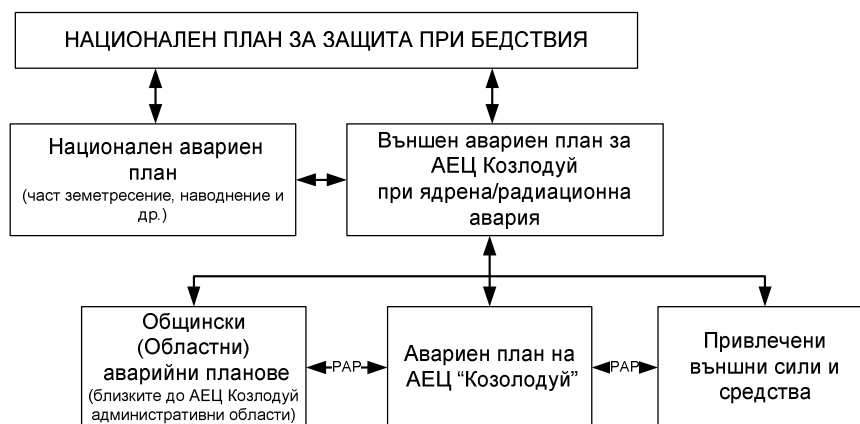 НАЦИОНАЛЕН ПЛАН ЗА ЗАЩИТА ПРИ БЕДСТВИЯ
Национален авариен
план
(част земетресение, наводнение и
др.)
Външен авариен план за
АЕЦ Козлодуй
при ядрена/радиационна
авария
Общински
(Областни)
аварийни планове
(близките до АЕЦ Козлодуй
административни области)
РАР
Авариен план на
АЕЦ “Козолодуй”
РАР
Привлечени
външни сили и
средства